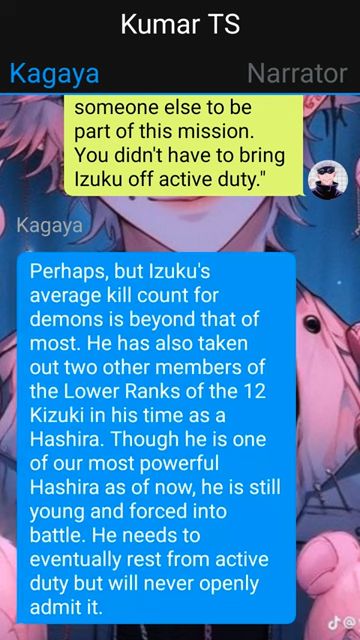 Kumar TS
Kagaya
Narrator
someone else to be
part of this mission.
You didn't have to bring
Izuku off active duty."
Kagaya
Perhaps, but Izuku's
average kill count for
demons is beyond that of
most. He has also taken
out two other members of
the Lower Ranks of the 12
Kizuki in his time as a
Hashira. Though he is one
of our most powerful
Hashira as of now, he is still
young and forced into
battle. He needs to
eventually rest from active
duty but will never openly
admit it.
@